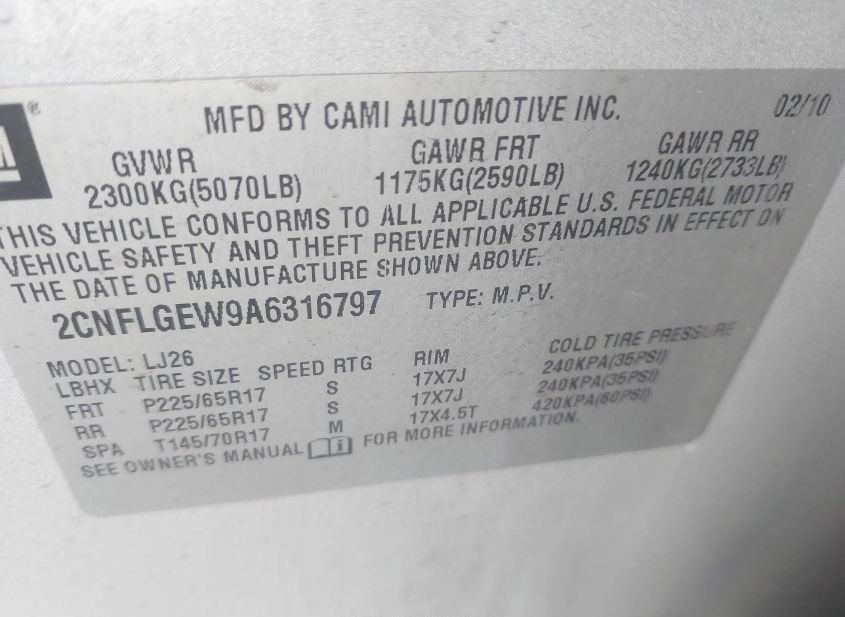 M ®
MFD BY CAMI AUTOMOTIVE INC. 02/10
GVWR GAWR FRT GAWR RR
2300KG(5070LB) 1175KG(2590LB) 1240KG(2733LB)
THIS VEHICLE CONFORMS TO ALL APPLICABLE U.S. FEDERAL MOTOR
VEHICLE SAFETY AND THEFT PREVENTION STANDARDS IN EFFECT ON
THE DATE OF MANUFACTURE SHOWN ABOVE.
2CNFLGEW9A6316797 TYPE: M.P.V.
MODEL: LJ26
LBHX TIRE SIZE SPEED RTG RIM COLD TIRE PRESSURE
FRT P225/65R17 S 17X7J 240KPA(35PSI)
RR P225/65R17 S 17X7J 240KPA(35PSI)
SPA T145/70R17 M 17X4.5T 420KPA(60PSI)
SEE OWNER'S MANUAL i FOR MORE INFORMATION.